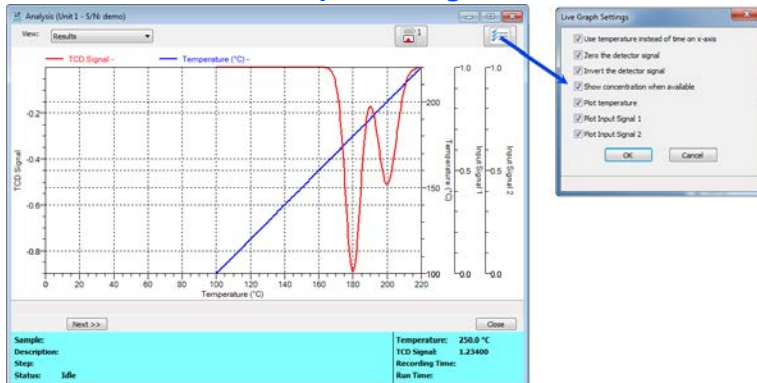 Analysis (Unit 1 - S/N: demo)
View: Results
1
TCD Signal - Temperature (°C) -
1.0 1.0
200
-0.2
-0.4
0.5 0.5
150
-0.6
-0.8
100 0.0 0.0
TCD Signal
Temperature (°C)
Input Signal 1
Input Signal 2
0 20 40 60 80 100 120 140 160 180 200 220
Temperature (°C)
Next >> Close
Sample:
Description:
Step:
Status: Idle
Temperature: 250.0 °C
TCD Signal: 1.23400
Recording Time:
Run Time:
Live Graph Settings
Use temperature instead of time on x-axis
Zero the detector signal
Invert the detector signal
Show concentration when available
Plot temperature
Plot Input Signal 1
Plot Input Signal 2
OK Cancel